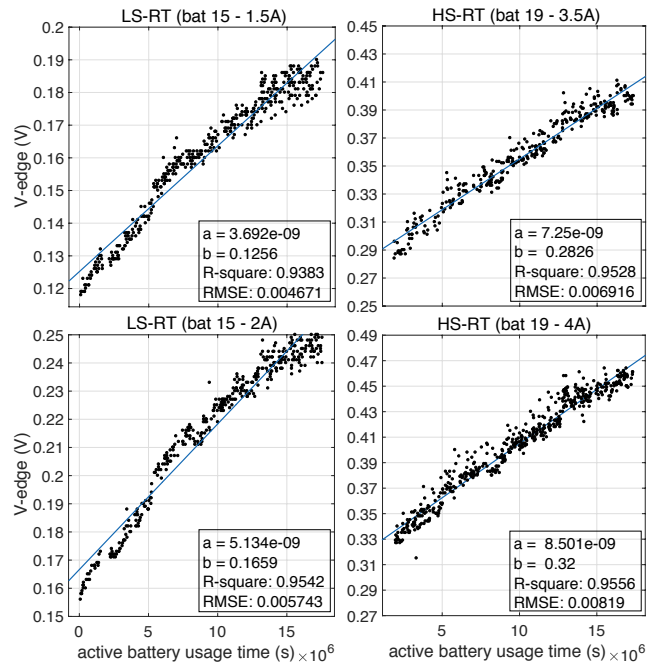 LS-RT (bat 15 - 1.5A)
V-edge (V)
0.2
0.19
0.18
0.17
0.16
0.15
0.14
0.13
0.12
a = 3.692e-09
b = 0.1256
R-square: 0.9383
RMSE: 0.004671
HS-RT (bat 19 - 3.5A)
0.45
0.43
0.41
0.39
0.37
0.35
0.33
0.31
0.29
0.27
0.25
5
10
15
a = 7.25e-09
b = 0.2826
R-square: 0.9528
RMSE: 0.006916
LS-RT (bat 15 - 2A)
V-edge (V)
0.25
0.24
0.23
0.22
0.21
0.2
0.19
0.18
0.17
0.16
0.15
0
5
10
15
a = 5.134e-09
b = 0.1659
R-square: 0.9542
RMSE: 0.005743
active battery usage time (s) ×10⁶
HS-RT (bat 19 - 4A)
0.49
0.47
0.45
0.43
0.41
0.39
0.37
0.35
0.33
0.31
0.29
0.27
5
10
15
a = 8.501e-09
b = 0.32
R-square: 0.9556
RMSE: 0.00819
active battery usage time (s) ×10⁶